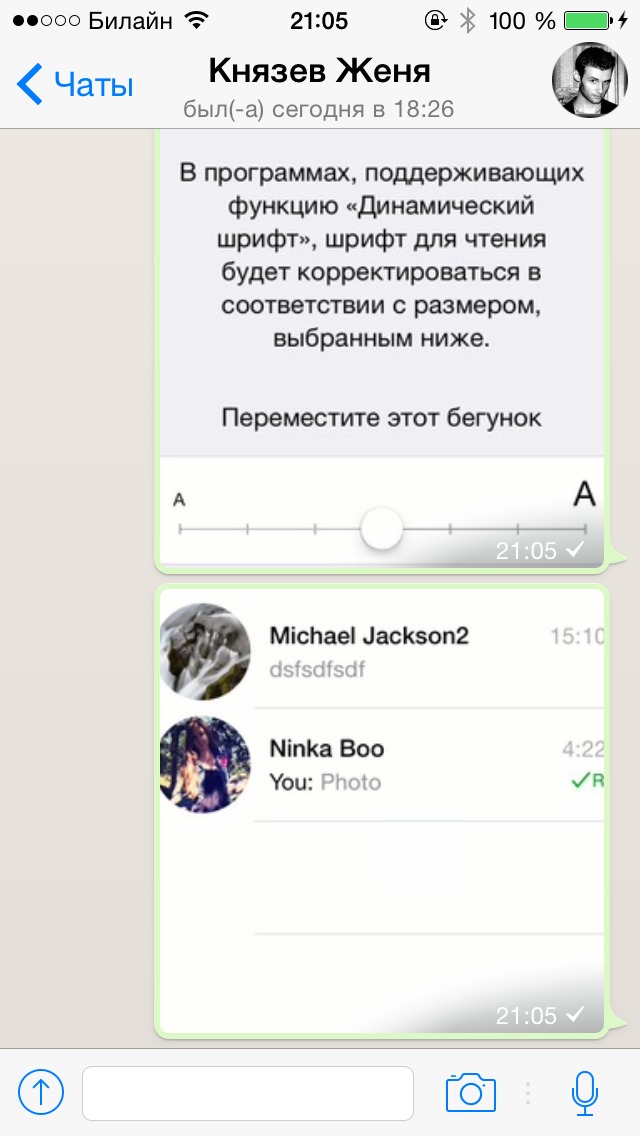 Билайн 21:05 100 %
Чаты
Князев Женя
был(-а) сегодня в 18:26
В программах, поддерживающих
функцию «Динамический
шрифт», шрифт для чтения
будет корректироваться в
соответствии с размером,
выбранным ниже.
Переместите этот бегунок
A A
21:05
Michael Jackson2 15:10
dsfsdfsdf
Ninka Boo 4:22
You: Photo R
21:05